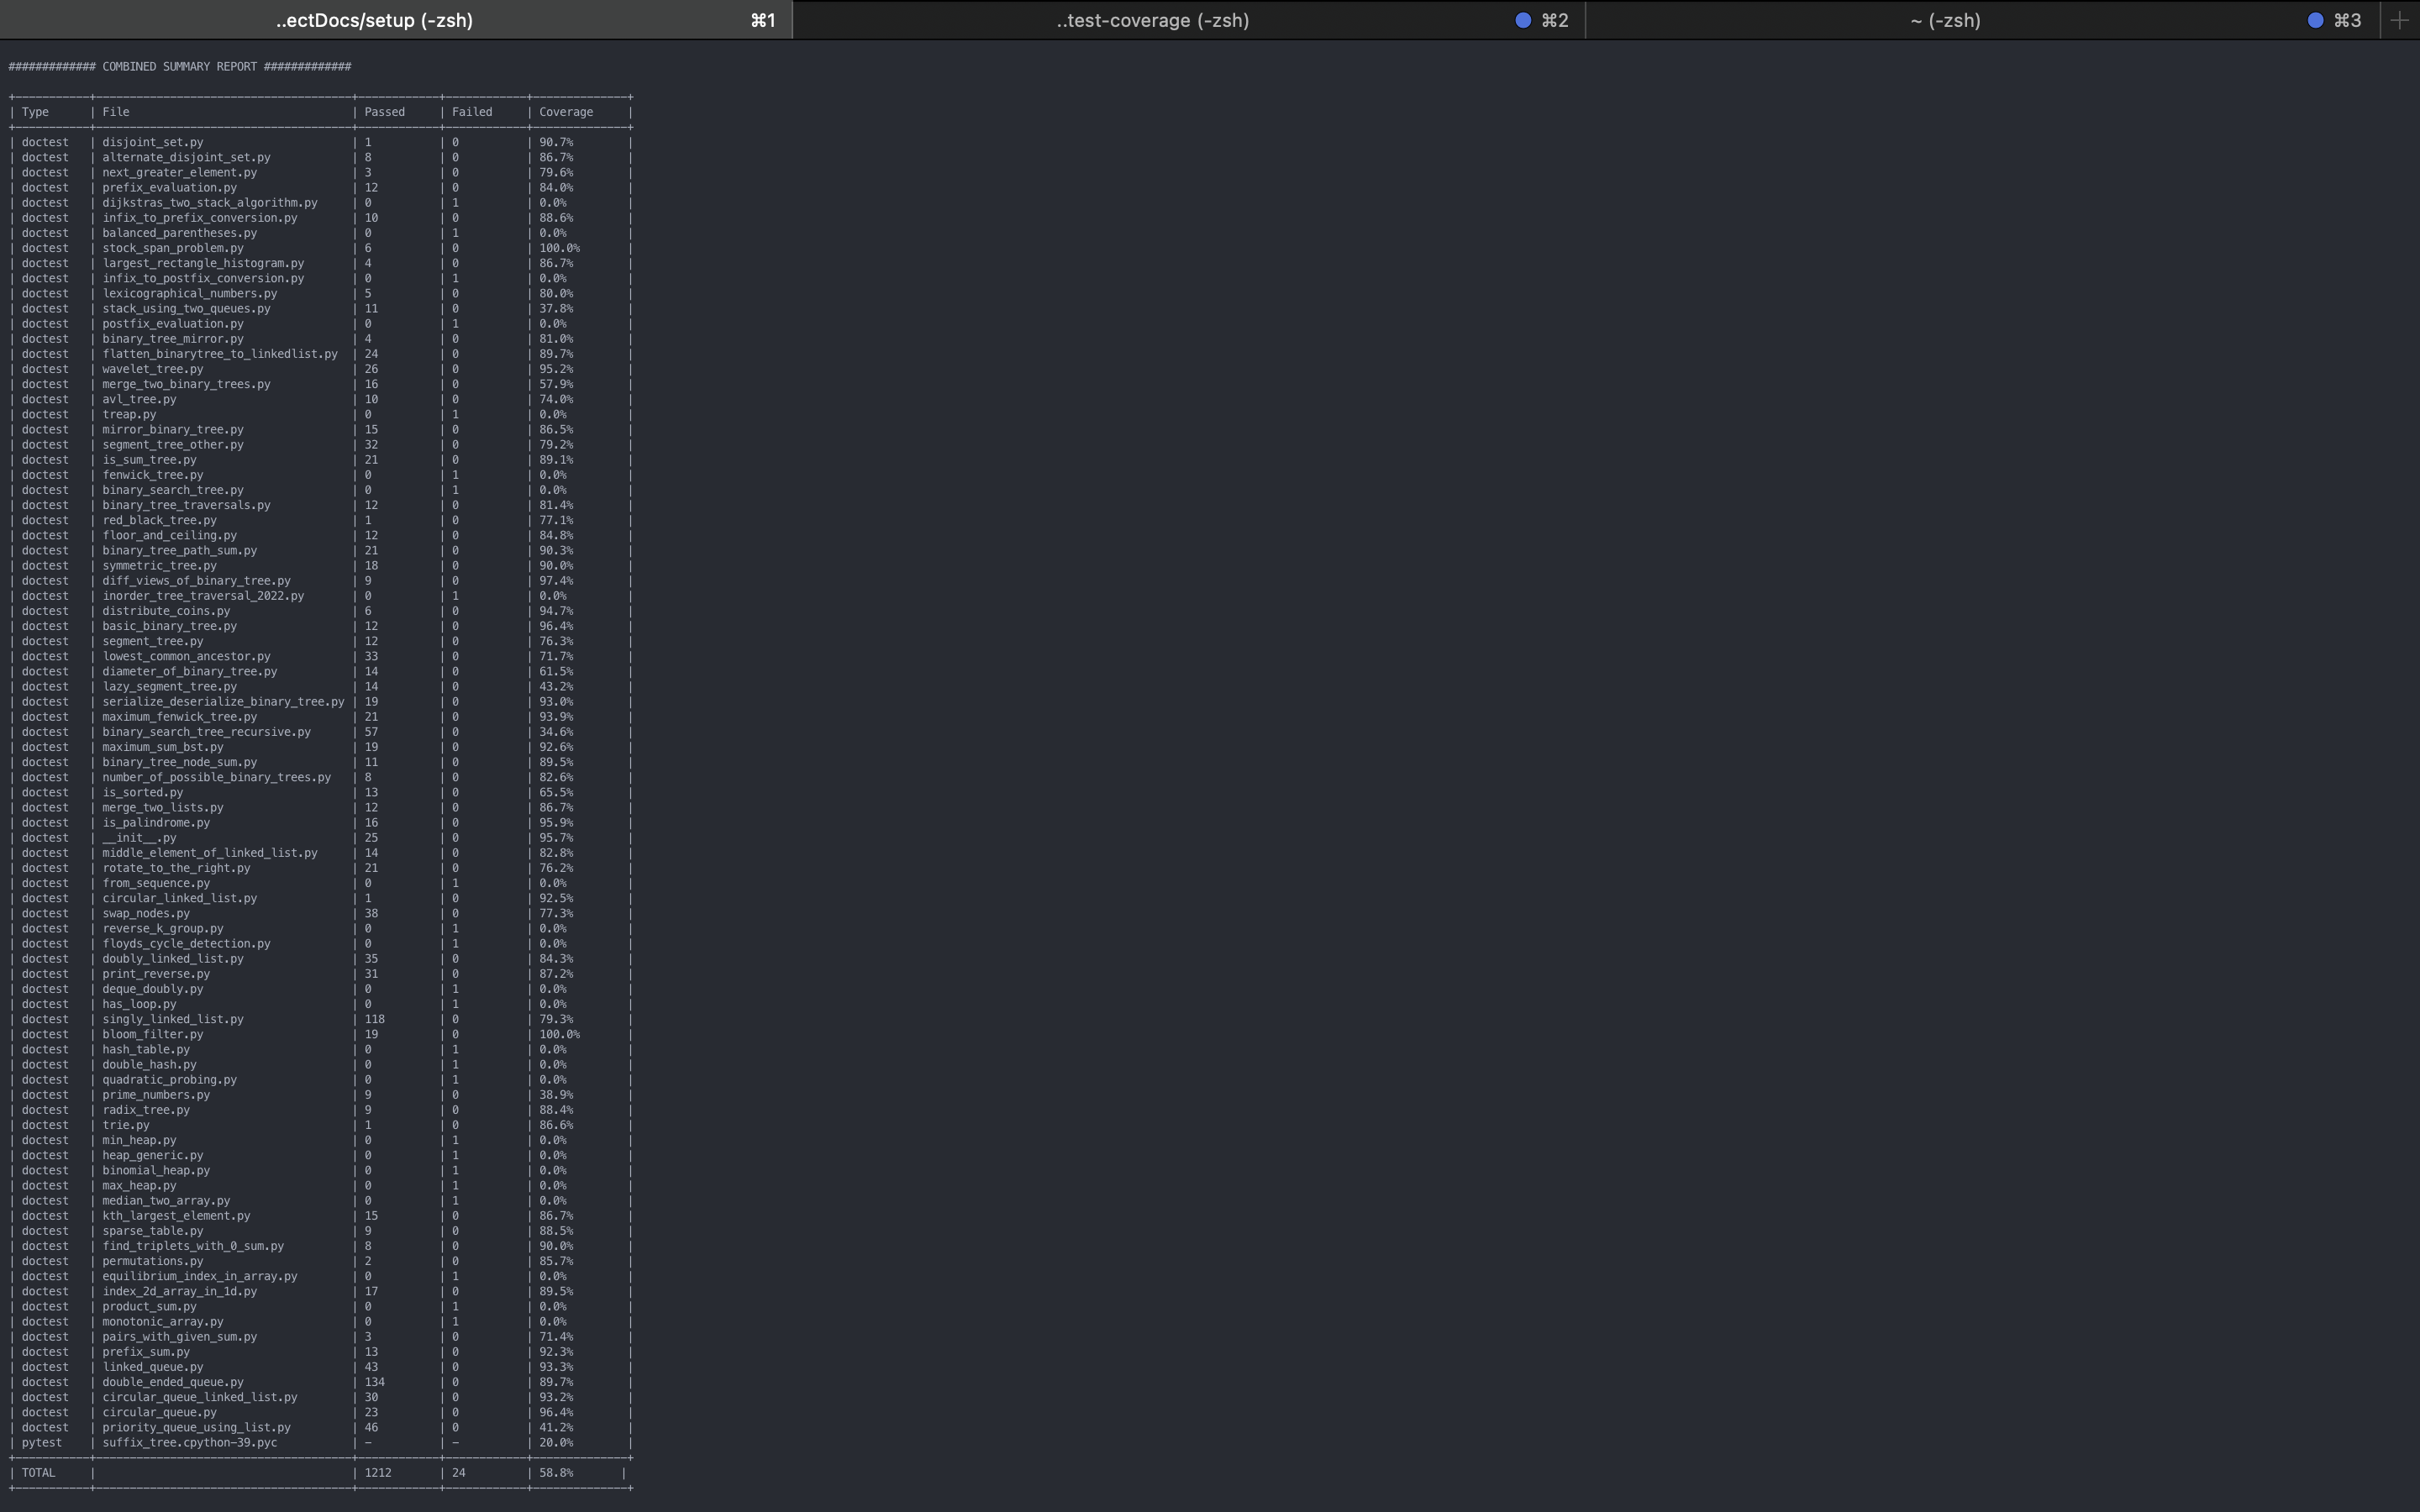 ..ectDocs/setup (-zsh) ⌘1 ..test-coverage (-zsh) ⌘2 ~ (-zsh) ⌘3 +
############# COMBINED SUMMARY REPORT #############
| Type | File | Passed | Failed | Coverage |
| doctest | disjoint_set.py | 1 | 0 | 90.7% |
| doctest | alternate_disjoint_set.py | 8 | 0 | 86.7% |
| doctest | next_greater_element.py | 3 | 0 | 79.6% |
| doctest | prefix_evaluation.py | 12 | 0 | 84.0% |
| doctest | dijkstras_two_stack_algorithm.py | 0 | 1 | 0.0% |
| doctest | infix_to_prefix_conversion.py | 10 | 0 | 88.6% |
| doctest | balanced_parentheses.py | 0 | 1 | 0.0% |
| doctest | stock_span_problem.py | 6 | 0 | 100.0% |
| doctest | largest_rectangle_histogram.py | 4 | 0 | 86.7% |
| doctest | infix_to_postfix_conversion.py | 0 | 1 | 0.0% |
| doctest | lexicographical_numbers.py | 5 | 0 | 80.0% |
| doctest | stack_using_two_queues.py | 11 | 0 | 37.8% |
| doctest | postfix_evaluation.py | 0 | 1 | 0.0% |
| doctest | binary_tree_mirror.py | 4 | 0 | 81.0% |
| doctest | flatten_binarytree_to_linkedlist.py | 24 | 0 | 89.7% |
| doctest | wavelet_tree.py | 26 | 0 | 95.2% |
| doctest | merge_two_binary_trees.py | 16 | 0 | 57.9% |
| doctest | avl_tree.py | 10 | 0 | 74.0% |
| doctest | treap.py | 0 | 1 | 0.0% |
| doctest | mirror_binary_tree.py | 15 | 0 | 86.5% |
| doctest | segment_tree_other.py | 32 | 0 | 79.2% |
| doctest | is_sum_tree.py | 21 | 0 | 89.1% |
| doctest | fenwick_tree.py | 0 | 1 | 0.0% |
| doctest | binary_search_tree.py | 0 | 1 | 0.0% |
| doctest | binary_tree_traversals.py | 12 | 0 | 81.4% |
| doctest | red_black_tree.py | 1 | 0 | 77.1% |
| doctest | floor_and_ceiling.py | 12 | 0 | 84.8% |
| doctest | binary_tree_path_sum.py | 21 | 0 | 90.3% |
| doctest | symmetric_tree.py | 18 | 0 | 90.0% |
| doctest | diff_views_of_binary_tree.py | 9 | 0 | 97.4% |
| doctest | inorder_tree_traversal_2022.py | 0 | 1 | 0.0% |
| doctest | distribute_coins.py | 6 | 0 | 94.7% |
| doctest | basic_binary_tree.py | 12 | 0 | 96.4% |
| doctest | segment_tree.py | 12 | 0 | 76.3% |
| doctest | lowest_common_ancestor.py | 33 | 0 | 71.7% |
| doctest | diameter_of_binary_tree.py | 14 | 0 | 61.5% |
| doctest | lazy_segment_tree.py | 14 | 0 | 43.2% |
| doctest | serialize_deserialize_binary_tree.py | 19 | 0 | 93.0% |
| doctest | maximum_fenwick_tree.py | 21 | 0 | 93.9% |
| doctest | binary_search_tree_recursive.py | 57 | 0 | 34.6% |
| doctest | maximum_sum_bst.py | 19 | 0 | 92.6% |
| doctest | binary_tree_node_sum.py | 11 | 0 | 89.5% |
| doctest | number_of_possible_binary_trees.py | 8 | 0 | 82.6% |
| doctest | is_sorted.py | 13 | 0 | 65.5% |
| doctest | merge_two_lists.py | 12 | 0 | 86.7% |
| doctest | is_palindrome.py | 16 | 0 | 95.9% |
| doctest | __init__.py | 25 | 0 | 95.7% |
| doctest | middle_element_of_linked_list.py | 14 | 0 | 82.8% |
| doctest | rotate_to_the_right.py | 21 | 0 | 76.2% |
| doctest | from_sequence.py | 0 | 1 | 0.0% |
| doctest | circular_linked_list.py | 1 | 0 | 92.5% |
| doctest | swap_nodes.py | 38 | 0 | 77.3% |
| doctest | reverse_k_group.py | 0 | 1 | 0.0% |
| doctest | floyds_cycle_detection.py | 0 | 1 | 0.0% |
| doctest | doubly_linked_list.py | 35 | 0 | 84.3% |
| doctest | print_reverse.py | 31 | 0 | 87.2% |
| doctest | deque_doubly.py | 0 | 1 | 0.0% |
| doctest | has_loop.py | 0 | 1 | 0.0% |
| doctest | singly_linked_list.py | 118 | 0 | 79.3% |
| doctest | bloom_filter.py | 19 | 0 | 100.0% |
| doctest | hash_table.py | 0 | 1 | 0.0% |
| doctest | double_hash.py | 0 | 1 | 0.0% |
| doctest | quadratic_probing.py | 0 | 1 | 0.0% |
| doctest | prime_numbers.py | 9 | 0 | 38.9% |
| doctest | radix_tree.py | 9 | 0 | 88.4% |
| doctest | trie.py | 1 | 0 | 86.6% |
| doctest | min_heap.py | 0 | 1 | 0.0% |
| doctest | heap_generic.py | 0 | 1 | 0.0% |
| doctest | binomial_heap.py | 0 | 1 | 0.0% |
| doctest | max_heap.py | 0 | 1 | 0.0% |
| doctest | median_two_array.py | 0 | 1 | 0.0% |
| doctest | kth_largest_element.py | 15 | 0 | 86.7% |
| doctest | sparse_table.py | 9 | 0 | 88.5% |
| doctest | find_triplets_with_0_sum.py | 8 | 0 | 90.0% |
| doctest | permutations.py | 2 | 0 | 85.7% |
| doctest | equilibrium_index_in_array.py | 0 | 1 | 0.0% |
| doctest | index_2d_array_in_1d.py | 17 | 0 | 89.5% |
| doctest | product_sum.py | 0 | 1 | 0.0% |
| doctest | monotonic_array.py | 0 | 1 | 0.0% |
| doctest | pairs_with_given_sum.py | 3 | 0 | 71.4% |
| doctest | prefix_sum.py | 13 | 0 | 92.3% |
| doctest | linked_queue.py | 43 | 0 | 93.3% |
| doctest | double_ended_queue.py | 134 | 0 | 89.7% |
| doctest | circular_queue_linked_list.py | 30 | 0 | 93.2% |
| doctest | circular_queue.py | 23 | 0 | 96.4% |
| doctest | priority_queue_using_list.py | 46 | 0 | 41.2% |
| pytest | suffix_tree.cpython-39.pyc | - | - | 20.0% |
| TOTAL | | 1212 | 24 | 58.8% |